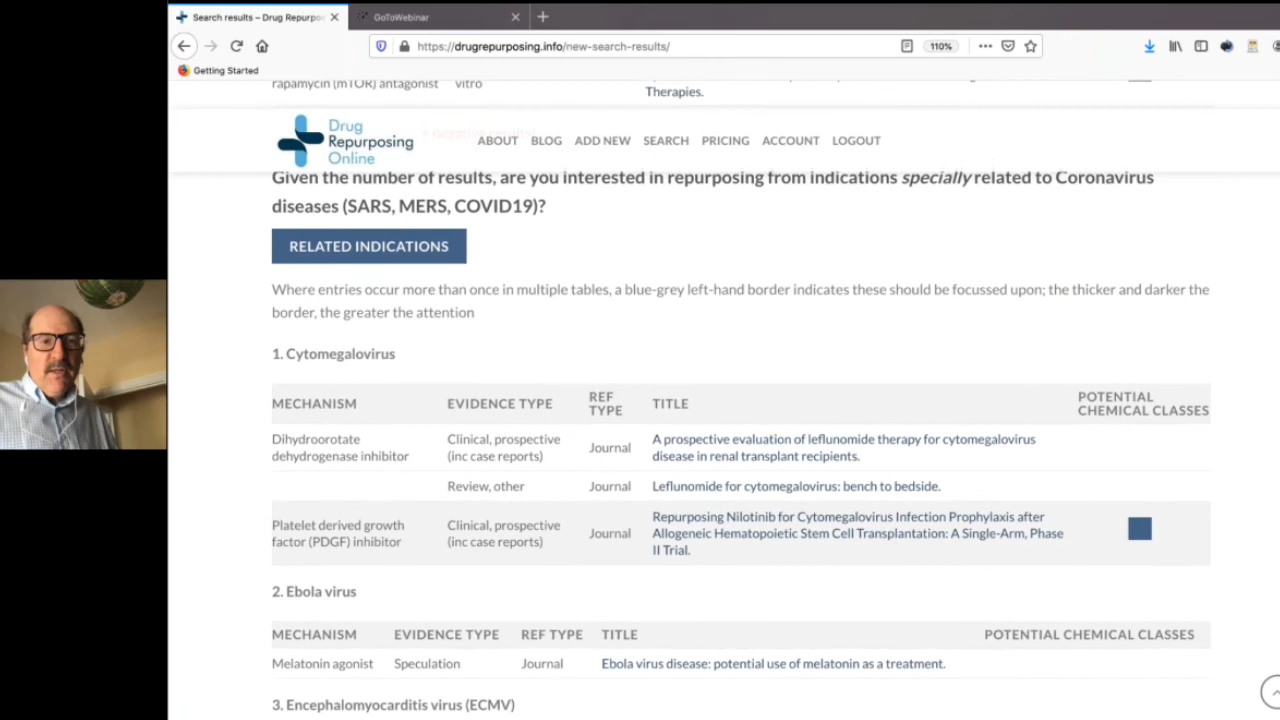 Search results – Drug Repurpos
GoToWebinar
https://drugrepurposing.info/new-search-results/
110%
Getting Started
rapamycin (mTOR) antagonist vitro
Therapies.
Drug
Repurposing
Online
ABOUT BLOG ADD NEW SEARCH PRICING ACCOUNT LOGOUT
Given the number of results, are you interested in repurposing from indications specially related to Coronavirus
diseases (SARS, MERS, COVID19)?
RELATED INDICATIONS
Where entries occur more than once in multiple tables, a blue-grey left-hand border indicates these should be focussed upon; the thicker and darker the
border, the greater the attention
1. Cytomegalovirus
MECHANISM EVIDENCE TYPE REF TYPE TITLE POTENTIAL CHEMICAL CLASSES
Dihydroorotate Clinical, prospective Journal A prospective evaluation of leflunomide therapy for cytomegalovirus
dehydrogenase inhibitor (inc case reports) disease in renal transplant recipients.
Review, other Journal Leflunomide for cytomegalovirus: bench to bedside.
Platelet derived growth Clinical, prospective Journal Repurposing Nilotinib for Cytomegalovirus Infection Prophylaxis after
factor (PDGF) inhibitor (inc case reports) Allogeneic Hematopoietic Stem Cell Transplantation: A Single-Arm, Phase
II Trial.
2. Ebola virus
MECHANISM EVIDENCE TYPE REF TYPE TITLE POTENTIAL CHEMICAL CLASSES
Melatonin agonist Speculation Journal Ebola virus disease: potential use of melatonin as a treatment.
3. Encephalomyocarditis virus (ECMV)